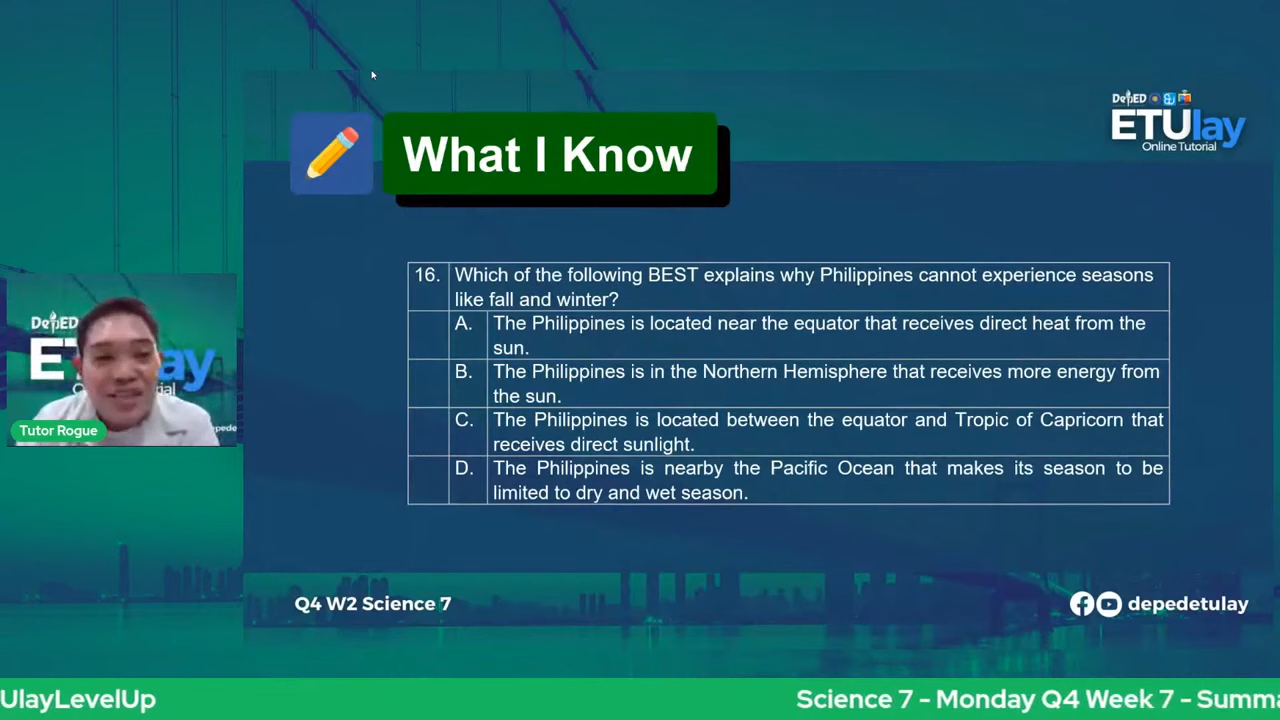 DepED
ETUlay
Online Tutorial
What I Know
16. Which of the following BEST explains why Philippines cannot experience seasons
like fall and winter?
A. The Philippines is located near the equator that receives direct heat from the
sun.
B. The Philippines is in the Northern Hemisphere that receives more energy from
the sun.
C. The Philippines is located between the equator and Tropic of Capricorn that
receives direct sunlight.
D. The Philippines is nearby the Pacific Ocean that makes its season to be
limited to dry and wet season.
DepED
Tutor Rogue
Q4 W2 Science 7
depedetulay
UlayLevelUp
Science 7 - Monday Q4 Week 7 - Summa